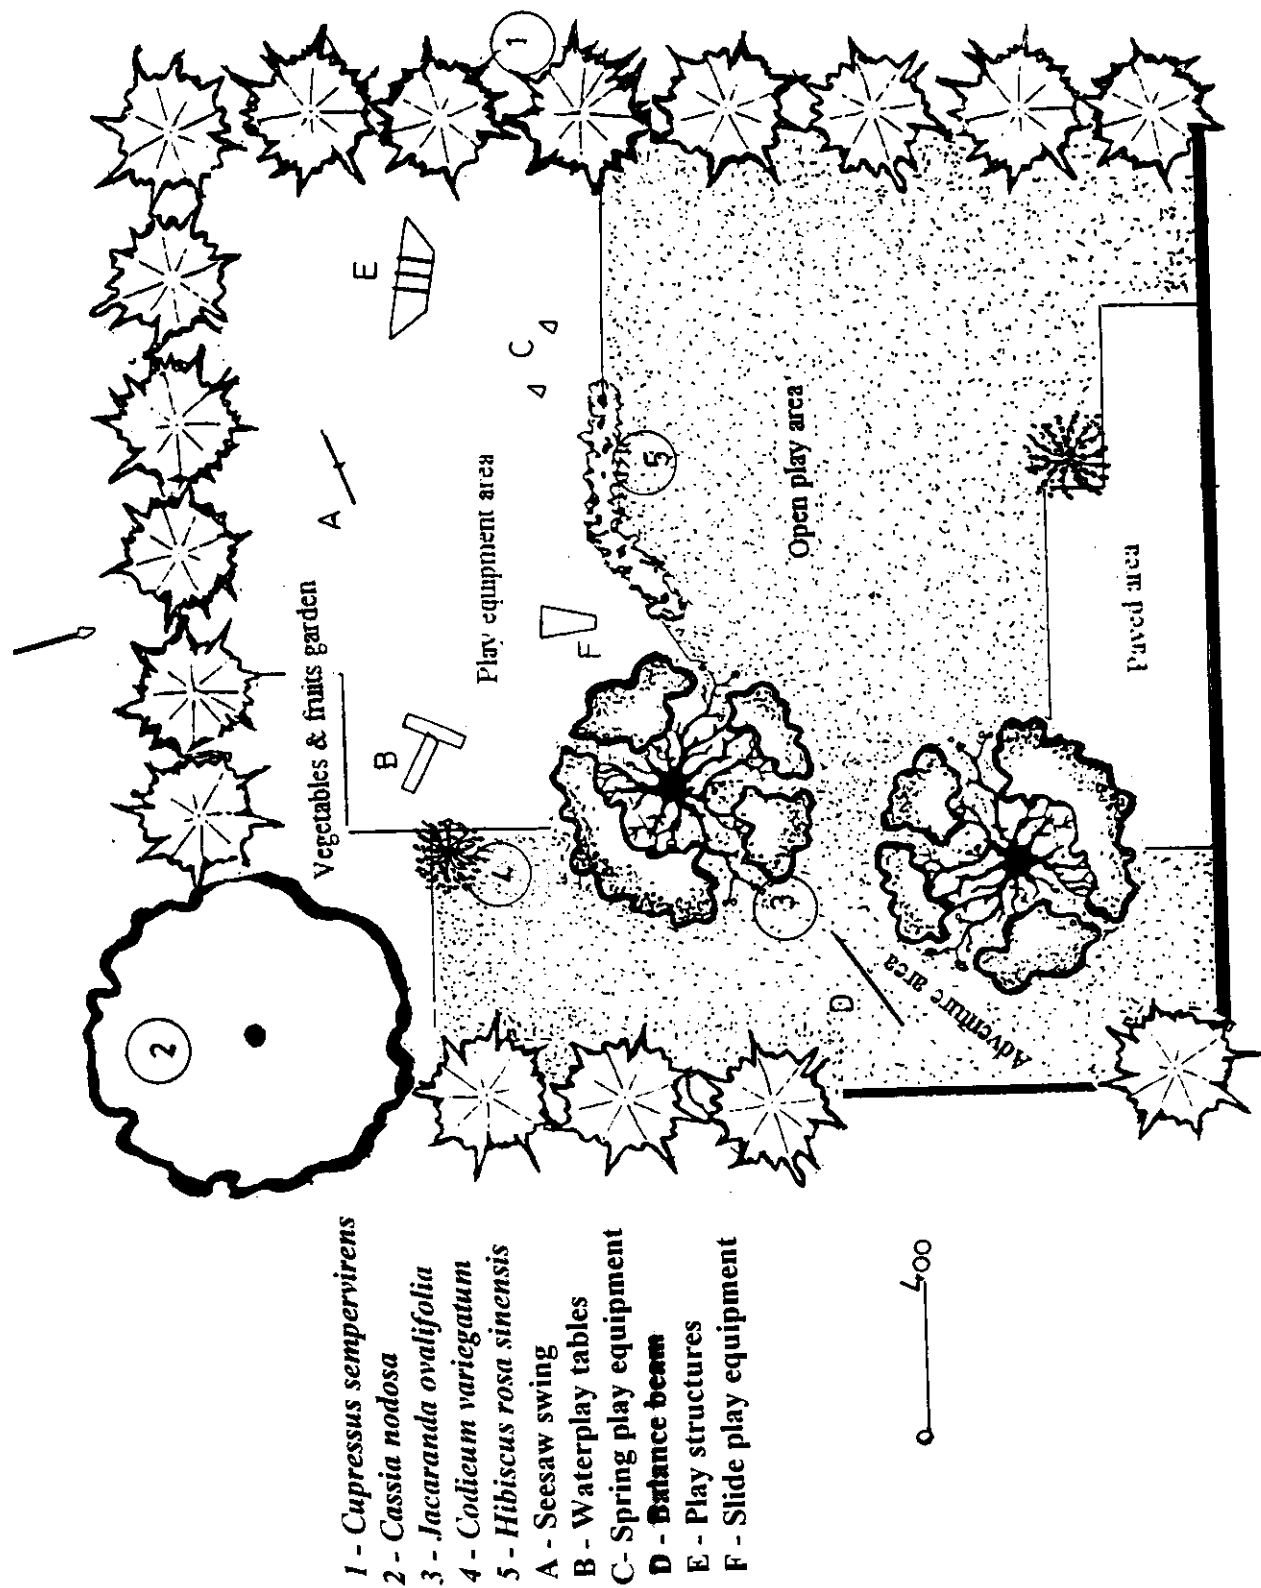 1
E
C
A
5
Play equipment area
Open play area
Vegetables & fruits garden
F
B
Paved area
4
3
2
D
Adventure area
1 - Cupressus sempervirens
2 - Cassia nodosa
3 - Jacaranda ovalifolia
4 - Codieum variegatum
5 - Hibiscus rosa sinensis
A - Seesaw swing
B - Waterplay tables
C- Spring play equipment
D - Balance beam
E - Play structures
F - Slide play equipment
0 400